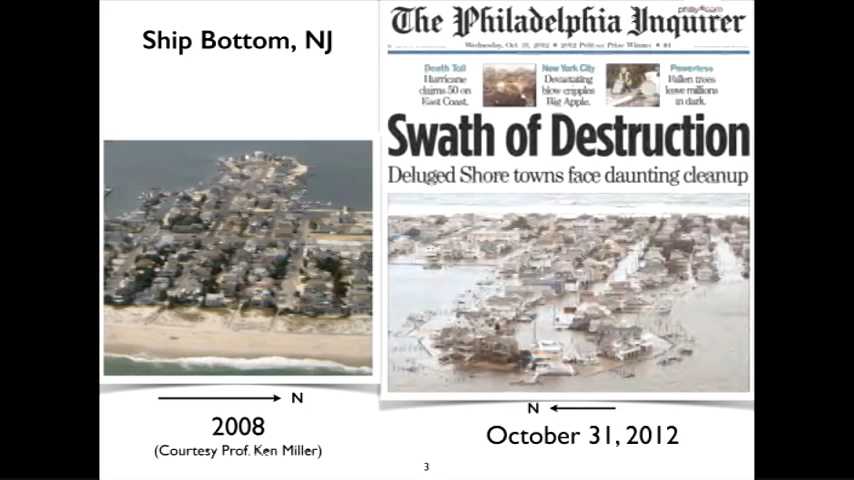 Ship Bottom, NJ
philly.com
The Philadelphia Inquirer
Death Toll
Hurricane
claims 50 on
East Coast.
New York City
Devastating
blow cripples
Big Apple.
Powerless
Fallen trees
leave millions
in dark.
Swath of Destruction
Deluged Shore towns face daunting cleanup
N
2008
(Courtesy Prof. Ken Miller)
N
October 31, 2012
3